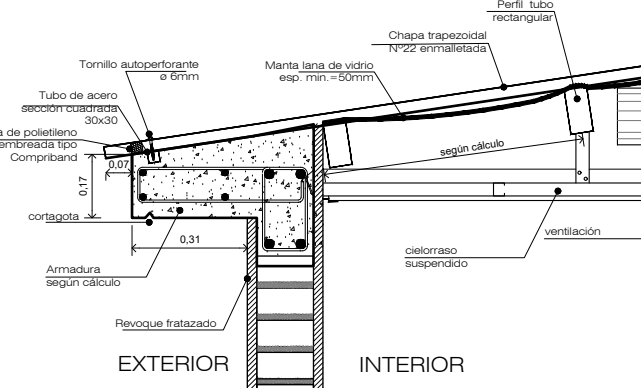 Perfil tubo
rectangular
Chapa trapezoidal
Nº22 enmalletada
Tornillo autoperforante
ø 6mm
Manta lana de vidrio
esp. min.=50mm
Tubo de acero
sección cuadrada
30x30
a de polietileno
embreada tipo
Compriband
según cálculo
0,07
0,17
cortagota
0,31
ventilación
cielorraso
suspendido
Armadura
según cálculo
Revoque fratazado
EXTERIOR
INTERIOR